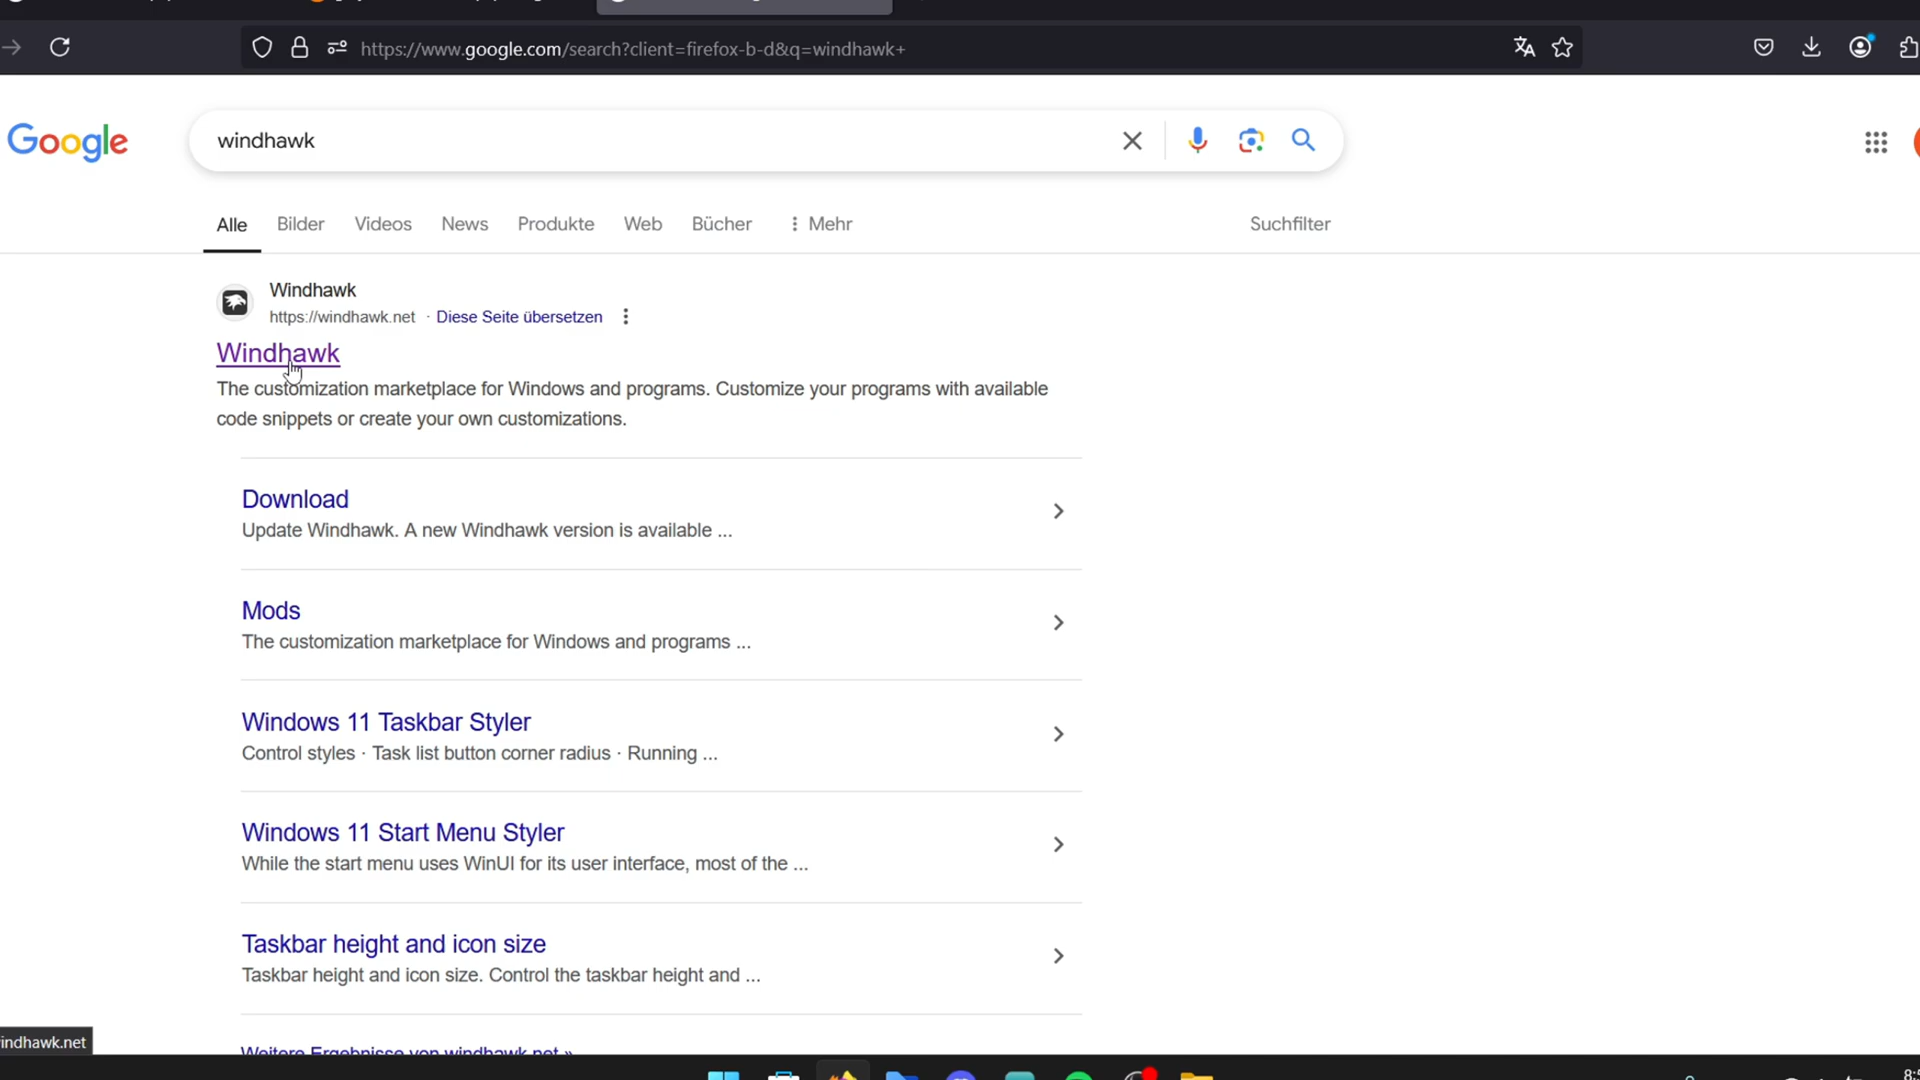 https://www.google.com/search?client=firefox-b-d&q=windhawk+
Google
windhawk
Alle
Bilder
Videos
News
Produkte
Web
Bücher
Mehr
Suchfilter
Windhawk
https://windhawk.net · Diese Seite übersetzen
Windhawk
The customization marketplace for Windows and programs. Customize your programs with available
code snippets or create your own customizations.
Download
Update Windhawk. A new Windhawk version is available ...
Mods
The customization marketplace for Windows and programs ...
Windows 11 Taskbar Styler
Control styles · Task list button corner radius · Running ...
Windows 11 Start Menu Styler
While the start menu uses WinUI for its user interface, most of the ...
Taskbar height and icon size
Taskbar height and icon size. Control the taskbar height and ...
Weitere Ergebnisse von windhawk.net »
indhawk.net